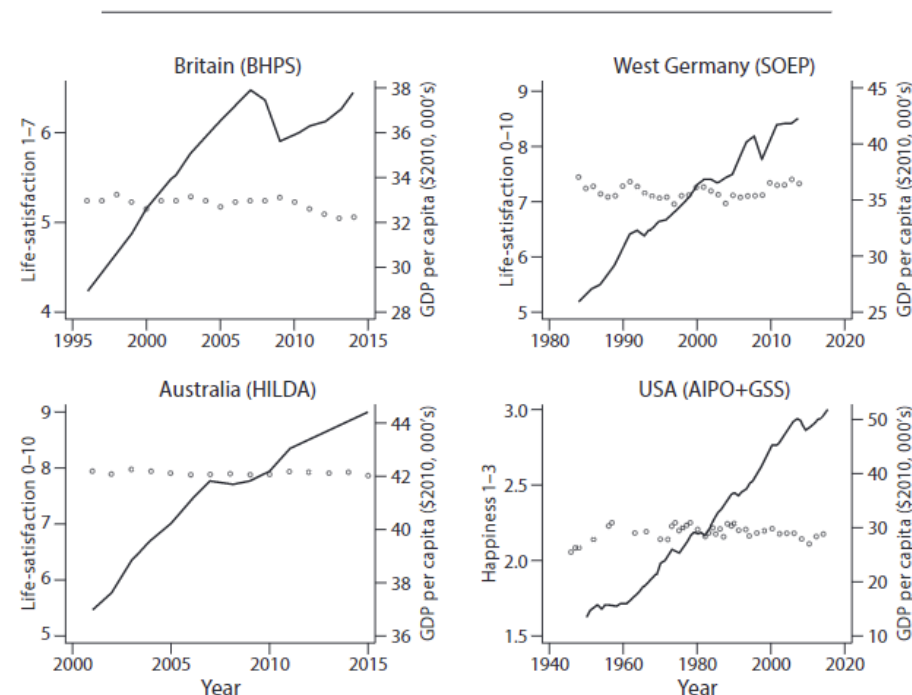 Britain (BHPS)
Life-satisfaction 1–7
6
5
4
38
36
34
32
30
28
GDP per capita ($2010, 000's)
1995 2000 2005 2010 2015
West Germany (SOEP)
Life-satisfaction 0–10
9
8
7
6
5
45
40
35
30
25
GDP per capita ($2010, 000's)
1980 1990 2000 2010 2020
Australia (HILDA)
Life-satisfaction 0–10
9
8
7
6
5
44
42
40
38
36
GDP per capita ($2010, 000's)
2000 2005 2010 2015
Year
USA (AIPO+GSS)
Happiness 1–3
3.0
2.5
2.0
1.5
50
40
30
20
10
GDP per capita ($2010, 000's)
1940 1960 1980 2000 2020
Year